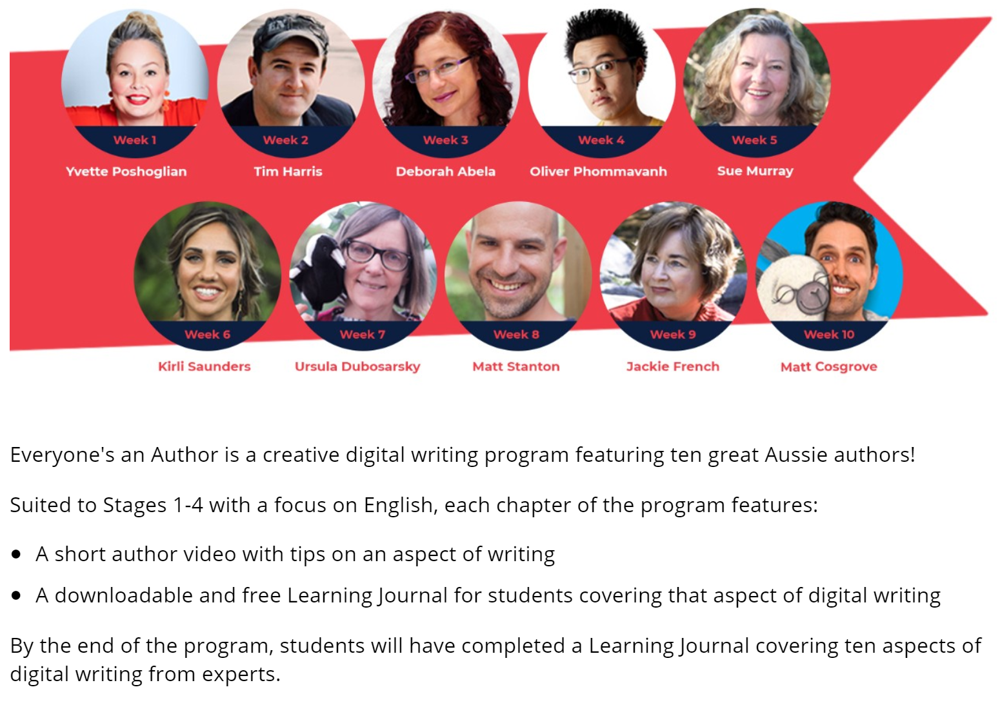 Week 1
Week 2
Week 3
Week 4
Week 5
Yvette Poshoglian
Tim Harris
Deborah Abela
Oliver Phommavanh
Sue Murray
Week 6
Week 7
Week 8
Week 9
Week 10
Kirli Saunders
Ursula Dubosarsky
Matt Stanton
Jackie French
Matt Cosgrove
Everyone's an Author is a creative digital writing program featuring ten great Aussie authors!
Suited to Stages 1-4 with a focus on English, each chapter of the program features:
● A short author video with tips on an aspect of writing
● A downloadable and free Learning Journal for students covering that aspect of digital writing
By the end of the program, students will have completed a Learning Journal covering ten aspects of
digital writing from experts.